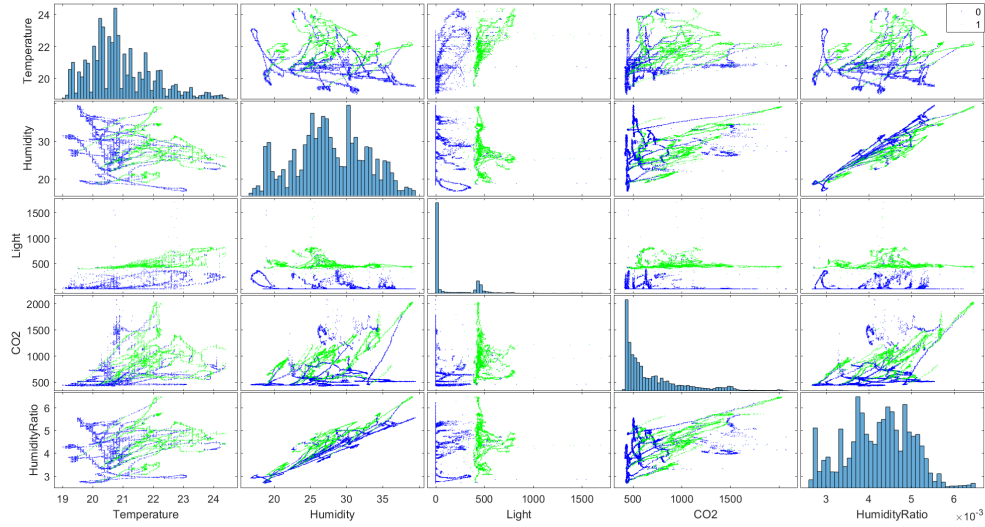 0
1
Temperature
24
22
20
Humidity
30
20
Light
1500
1000
500
0
CO2
2000
1500
1000
500
HumidityRatio
6
5
4
3
19 20 21 22 23 24
20 25 30 35
0 500 1000 1500
500 1000 1500
3 4 5 6
×10⁻³
Temperature Humidity Light CO2 HumidityRatio